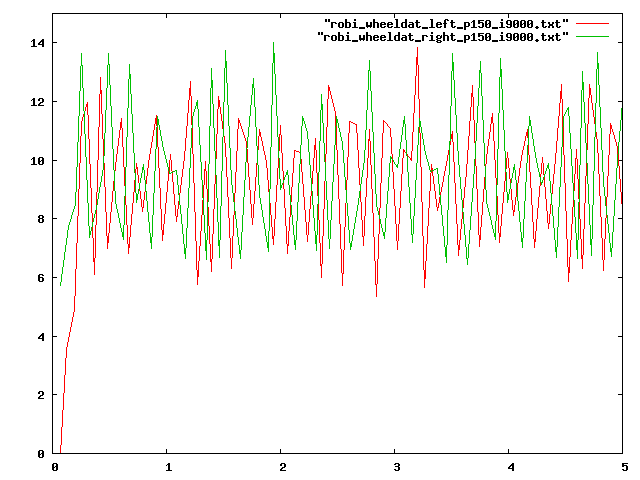 "robi_wheeldat_left_p150_i9000.txt"
"robi_wheeldat_right_p150_i9000.txt"
14
12
10
8
6
4
2
0
0 1 2 3 4 5